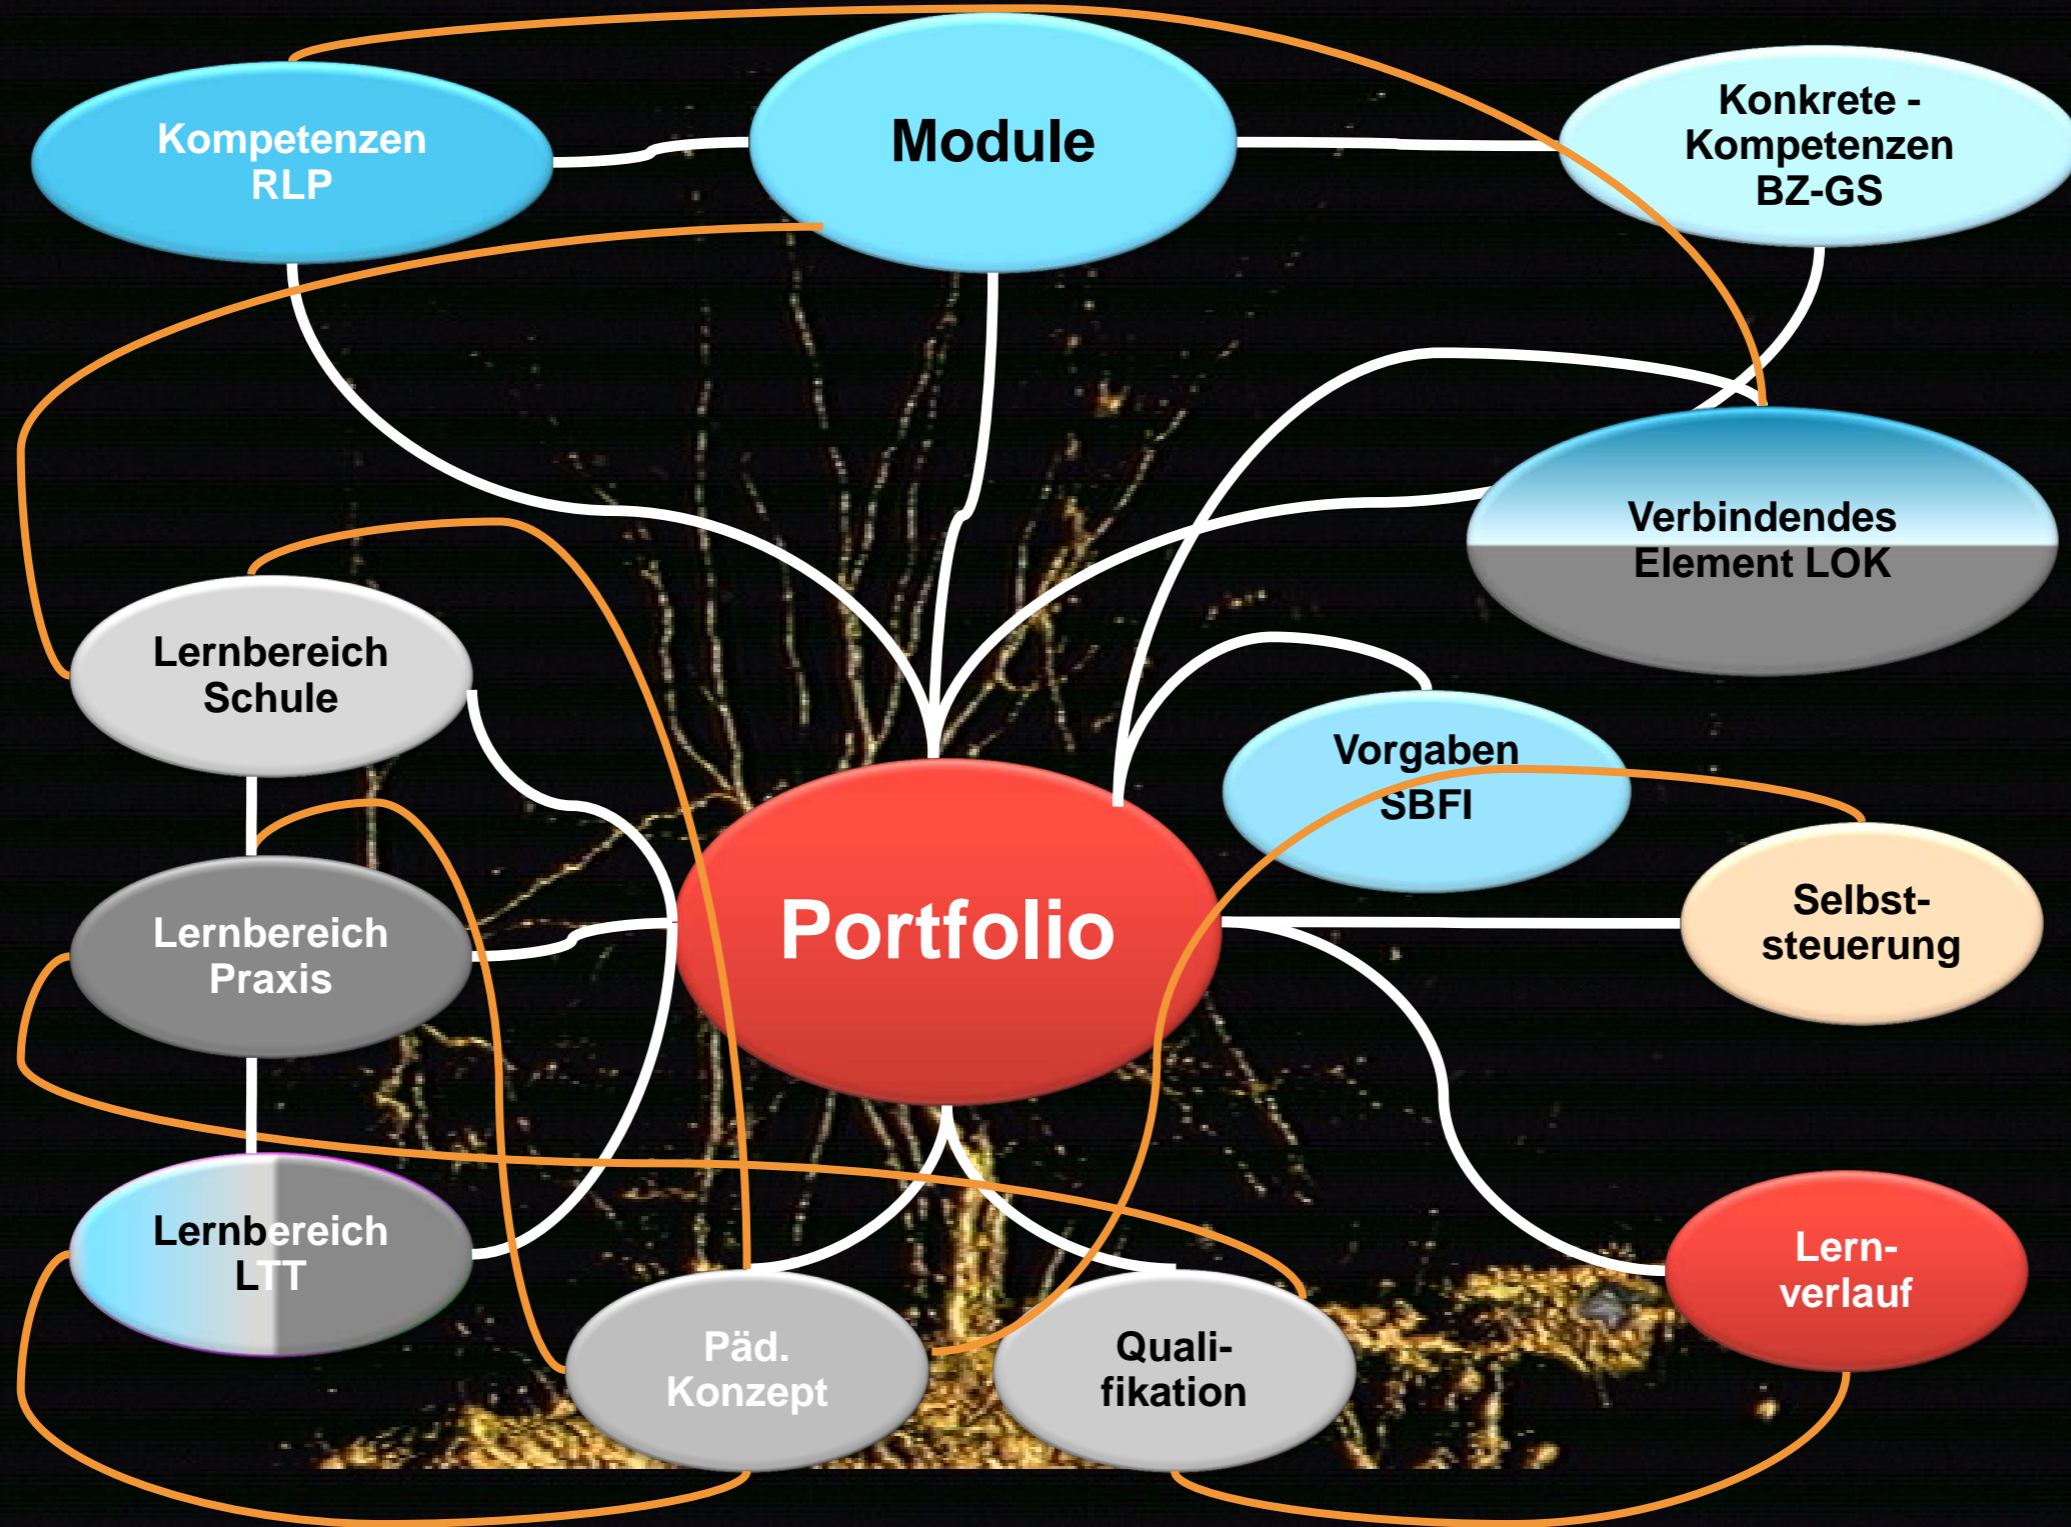 Kompetenzen
RLP
Module
Konkrete -
Kompetenzen
BZ-GS
Verbindendes
Element LOK
Lernbereich
Schule
Vorgaben
SBFI
Portfolio
Selbst-
steuerung
Lernbereich
Praxis
Lernbereich
LTT
Päd.
Konzept
Quali-
fikation
Lern-
verlauf